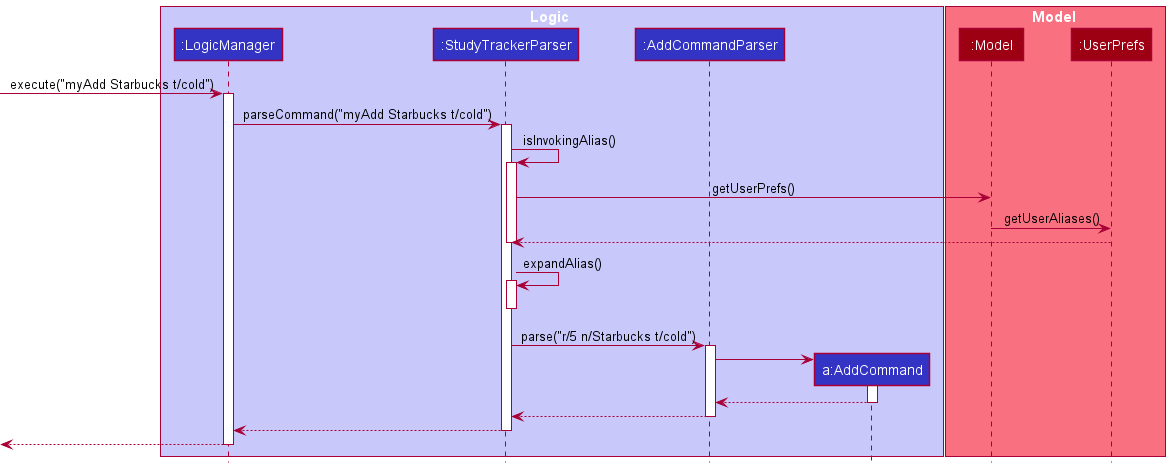 Logic
Model
:LogicManager
:StudyTrackerParser
:AddCommandParser
:Model
:UserPrefs
execute("myAdd Starbucks t/cold")
parseCommand("myAdd Starbucks t/cold")
isInvokingAlias()
getUserPrefs()
getUserAliases()
expandAlias()
parse("r/5 n/Starbucks t/cold")
a:AddCommand